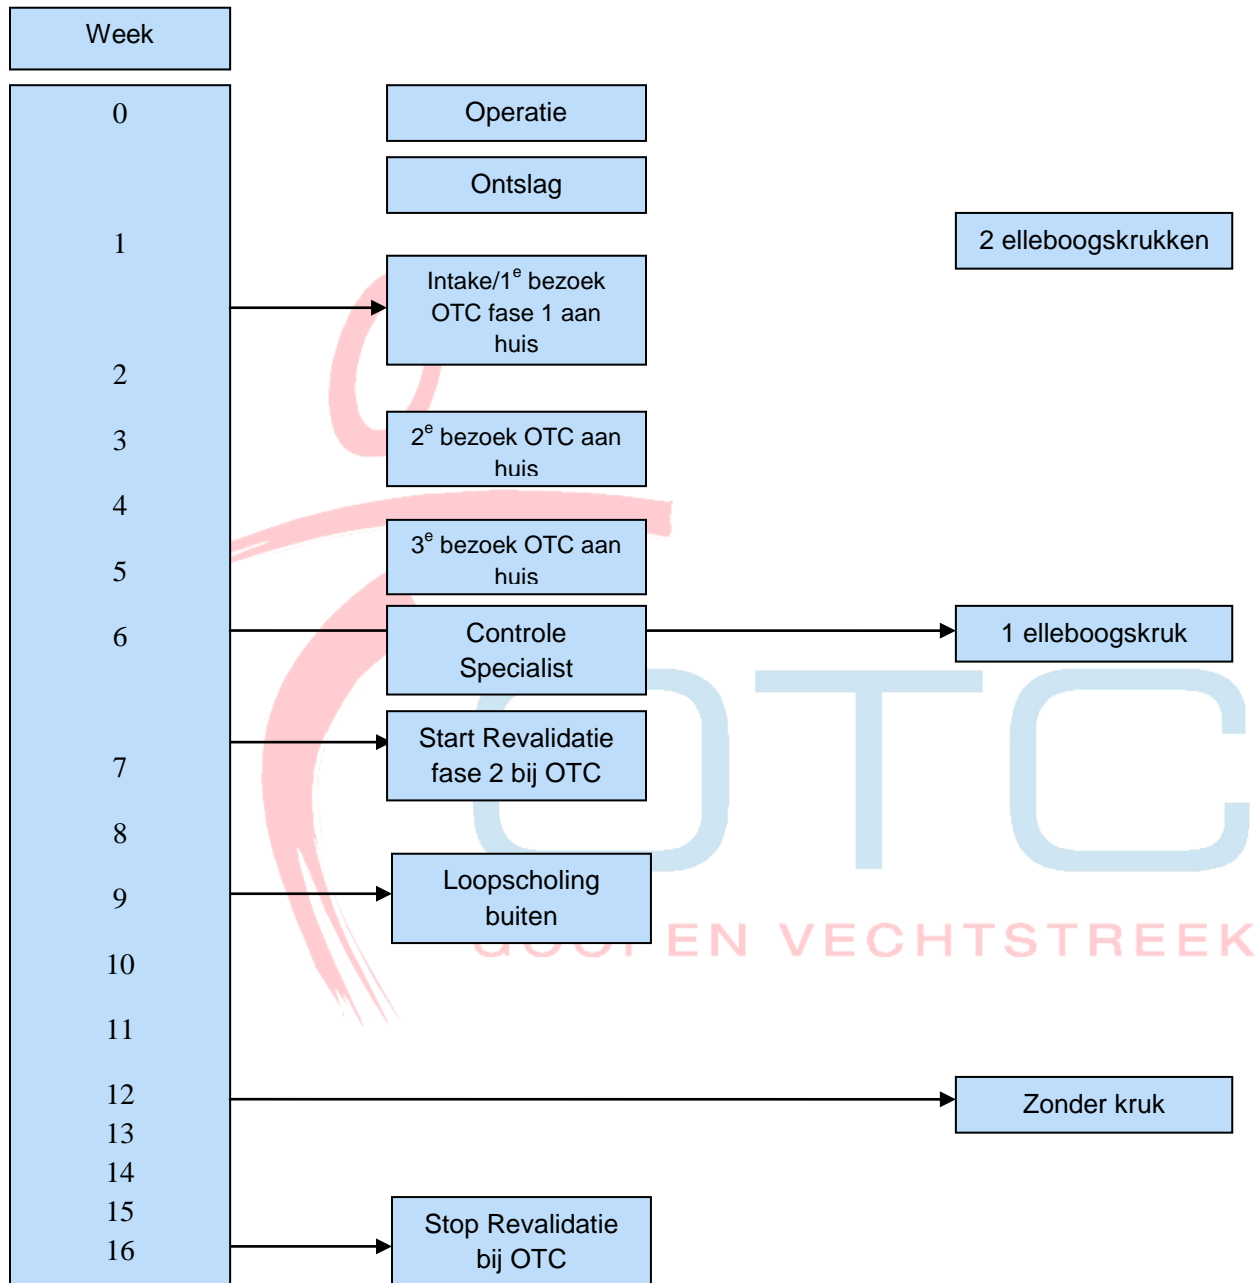 Week
0
Operatie
Ontslag
1
2 elleboogskrukken
Intake/1e bezoek
OTC fase 1 aan
huis
2
3
2e bezoek OTC aan
huis
4
3e bezoek OTC aan
huis
5
6
Controle
Specialist
1 elleboogskruk
Start Revalidatie
fase 2 bij OTC
7
OTC
8
9
Loopscholing
buiten
EN VECHTSTREEK
10
11
12
Zonder kruk
13
14
15
16
Stop Revalidatie
bij OTC